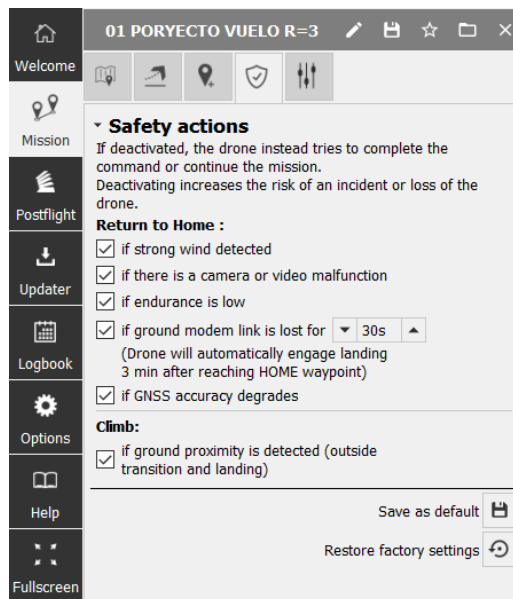 01 PORYECTO VUELO R=3
Welcome
Mission
Postflight
Updater
Logbook
Options
Help
Fullscreen
Safety actions
If deactivated, the drone instead tries to complete the
command or continue the mission.
Deactivating increases the risk of an incident or loss of the
drone.
Return to Home :
if strong wind detected
if there is a camera or video malfunction
if endurance is low
if ground modem link is lost for 30s
(Drone will automatically engage landing
3 min after reaching HOME waypoint)
if GNSS accuracy degrades
Climb:
if ground proximity is detected (outside
transition and landing)
Save as default
Restore factory settings